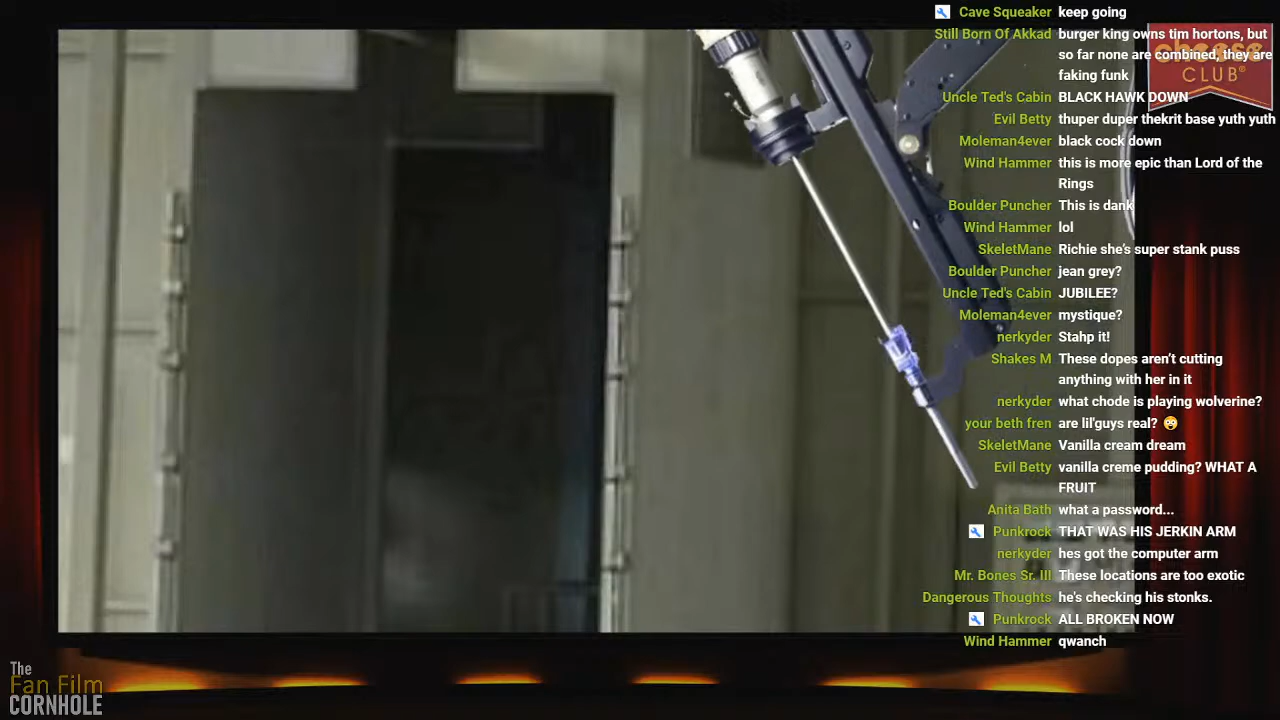 Cave Squeaker keep going
Still Born Of Akkad burger king owns tim hortons, but
so far none are combined, they are
faking funk
cheese
CLUB®
Uncle Ted's Cabin BLACK HAWK DOWN
Evil Betty thuper duper thekrit base yuth yuth
Moleman4ever black cock down
Wind Hammer this is more epic than Lord of the
Rings
Boulder Puncher This is dank
Wind Hammer lol
SkeletMane Richie she's super stank puss
Boulder Puncher jean grey?
Uncle Ted's Cabin JUBILEE?
Moleman4ever mystique?
nerkyder Stahp it!
Shakes M These dopes aren't cutting
anything with her in it
nerkyder what chode is playing wolverine?
your beth fren are lil'guys real? 😀
SkeletMane Vanilla cream dream
Evil Betty vanilla creme pudding? WHAT A
FRUIT
Anita Bath what a password...
Punkrock THAT WAS HIS JERKIN ARM
nerkyder hes got the computer arm
Mr. Bones Sr. III These locations are too exotic
Dangerous Thoughts he's checking his stonks.
Punkrock ALL BROKEN NOW
Wind Hammer qwanch
The
Fan Film
CORNHOLE